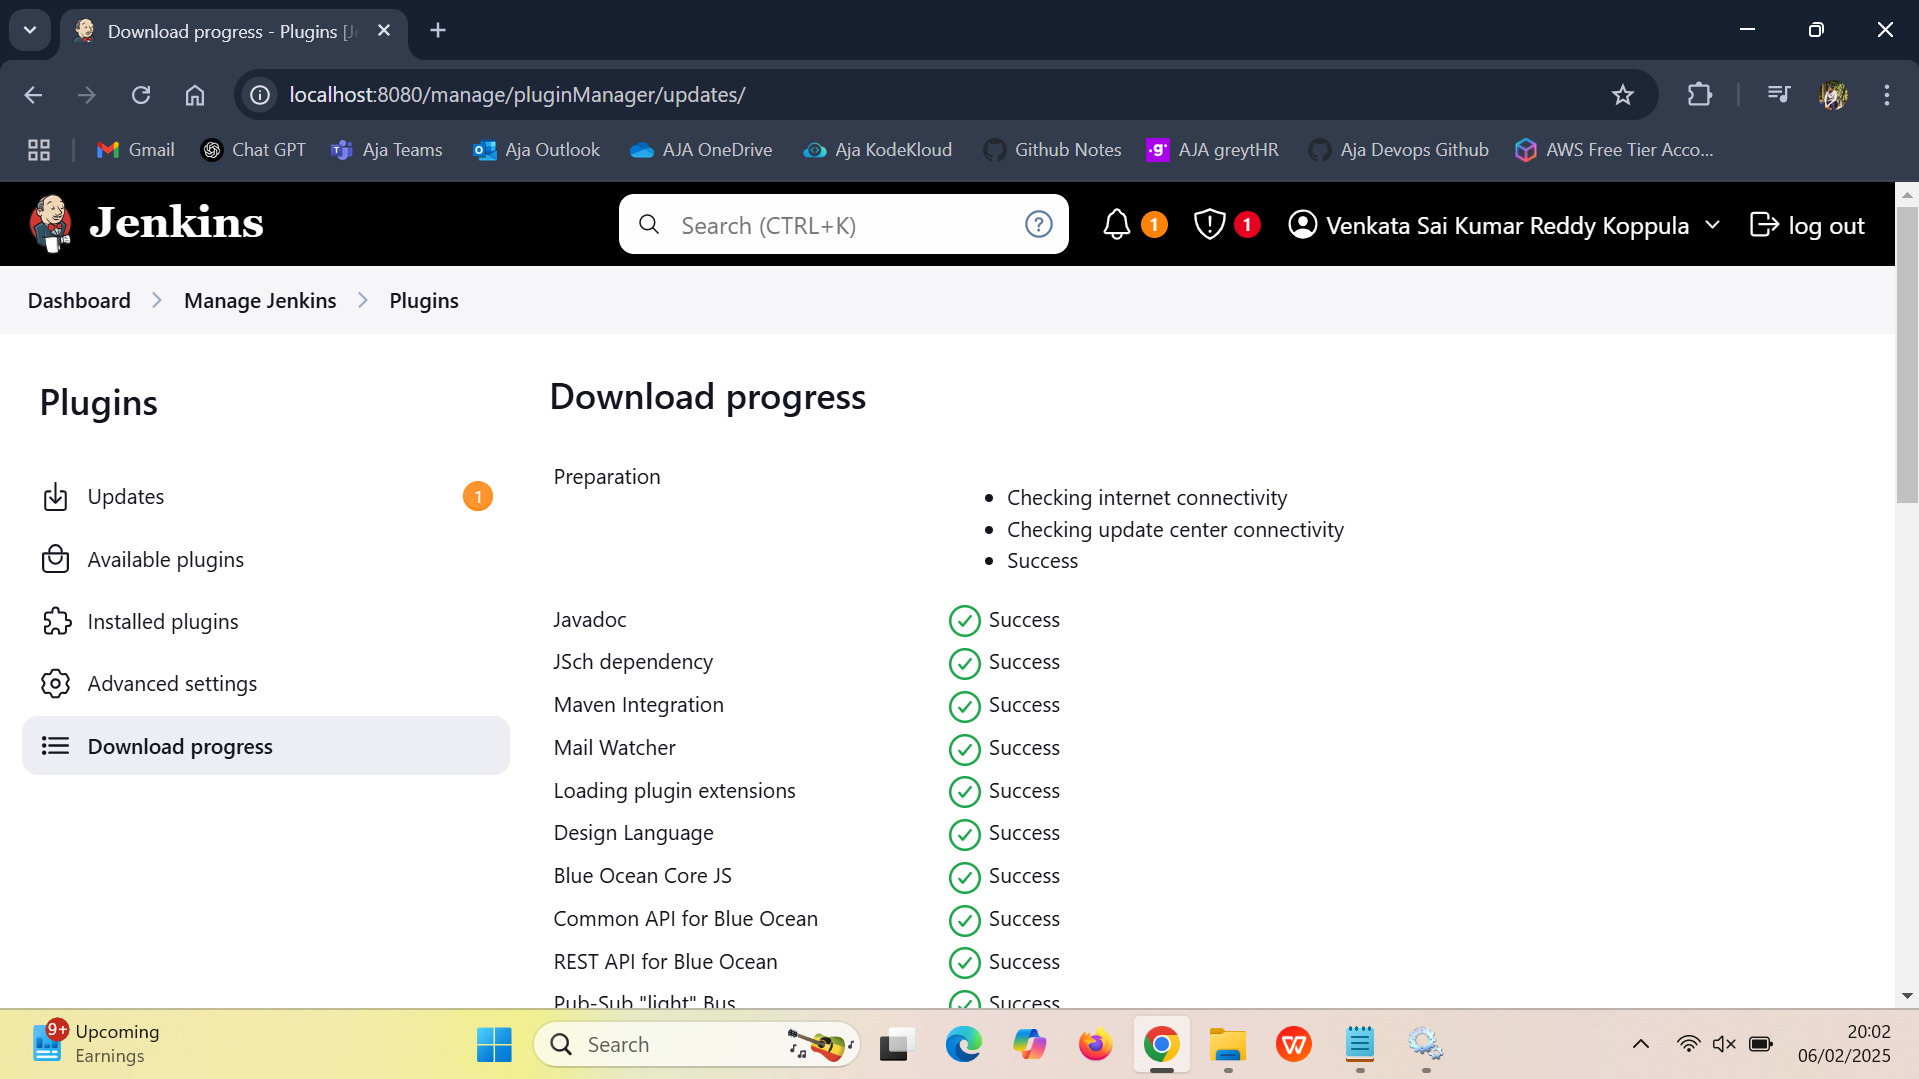 Download progress - Plugins [Je
localhost:8080/manage/pluginManager/updates/
Gmail
Chat GPT
Aja Teams
Aja Outlook
AJA OneDrive
Aja KodeKloud
Github Notes
AJA greytHR
Aja Devops Github
AWS Free Tier Acco...
Jenkins
Search (CTRL+K)
1
1
Venkata Sai Kumar Reddy Koppula
log out
Dashboard
Manage Jenkins
Plugins
Plugins
Updates
1
Available plugins
Installed plugins
Advanced settings
Download progress
Download progress
Preparation
Checking internet connectivity
Checking update center connectivity
Success
Javadoc Success
JSch dependency Success
Maven Integration Success
Mail Watcher Success
Loading plugin extensions Success
Design Language Success
Blue Ocean Core JS Success
Common API for Blue Ocean Success
REST API for Blue Ocean Success
Pub-Sub "light" Bus Success
9+
Upcoming
Earnings
Search
20:02
06/02/2025